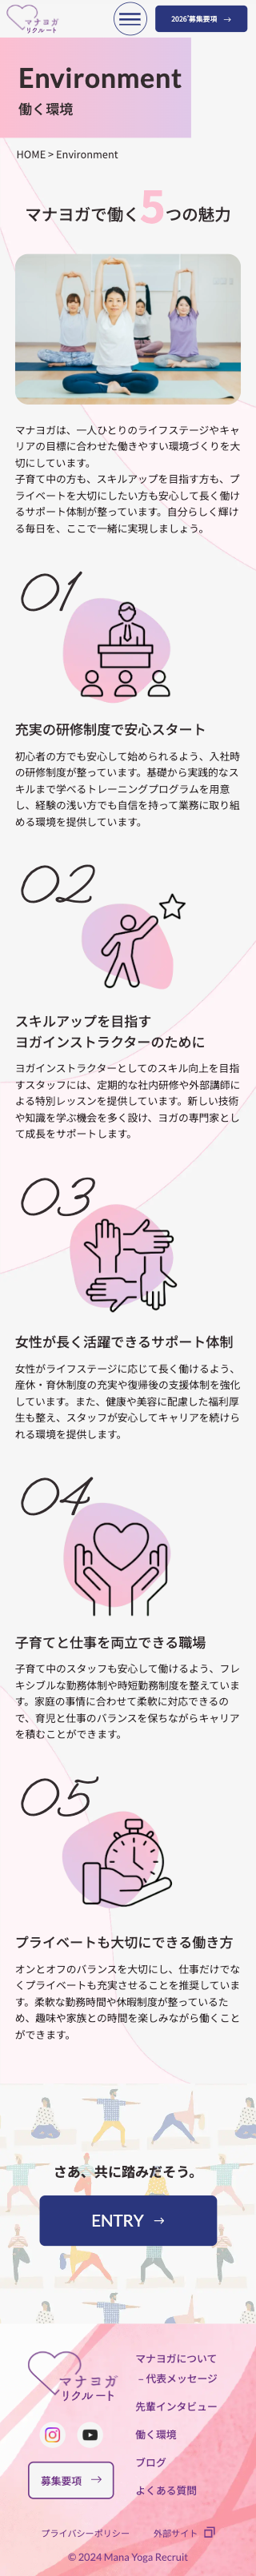 マナヨガ
リクルート
2026'募集要項
Environment
働く環境
HOME > Environment
マナヨガで働く5つの魅力
マナヨガは、一人ひとりのライフステージやキャ
リアの目標に合わせた働きやすい環境づくりを大
切にしています。
子育て中の方も、スキルアップを目指す方も、プ
ライベートを大切にしたい方も安心して長く働け
るサポート体制が整っています。自分らしく輝け
る毎日を、ここで一緒に実現しましょう。
01
充実の研修制度で安心スタート
初心者の方でも安心して始められるよう、入社時
の研修制度が整っています。基礎から実践的なス
キルまで学べるトレーニングプログラムを用意
し、経験の浅い方でも自信を持って業務に取り組
める環境を提供しています。
02
スキルアップを目指す
ヨガインストラクターのために
ヨガインストラクターとしてのスキル向上を目指
すスタッフには、定期的な社内研修や外部講師に
よる特別レッスンを提供しています。新しい技術
や知識を学ぶ機会を多く設け、ヨガの専門家とし
て成長をサポートします。
03
女性が長く活躍できるサポート体制
女性がライフステージに応じて長く働けるよう、
産休・育休制度の充実や復帰後の支援体制を強化
しています。また、健康や美容に配慮した福利厚
生も整え、スタッフが安心してキャリアを続けら
れる環境を提供します。
04
子育てと仕事を両立できる職場
子育て中のスタッフも安心して働けるよう、フレ
キシブルな勤務体制や時短勤務制度を整えていま
す。家庭の事情に合わせて柔軟に対応できるの
で、育児と仕事のバランスを保ちながらキャリア
を積むことができます。
05
プライベートも大切にできる働き方
オンとオフのバランスを大切にし、仕事だけでな
くプライベートも充実させることを推奨していま
す。柔軟な勤務時間や休暇制度が整っているた
め、趣味や家族との時間を楽しみながら働くこと
ができます。
さあ、共に踏みだそう。
ENTRY
マナヨガ
リクルート
募集要項
マナヨガについて
– 代表メッセージ
先輩インタビュー
働く環境
ブログ
よくある質問
プライバシーポリシー 外部サイト
© 2024 Mana Yoga Recruit